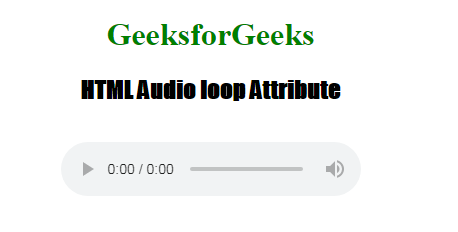 GeeksforGeeks
HTML Audio loop Attribute
0:00 / 0:00